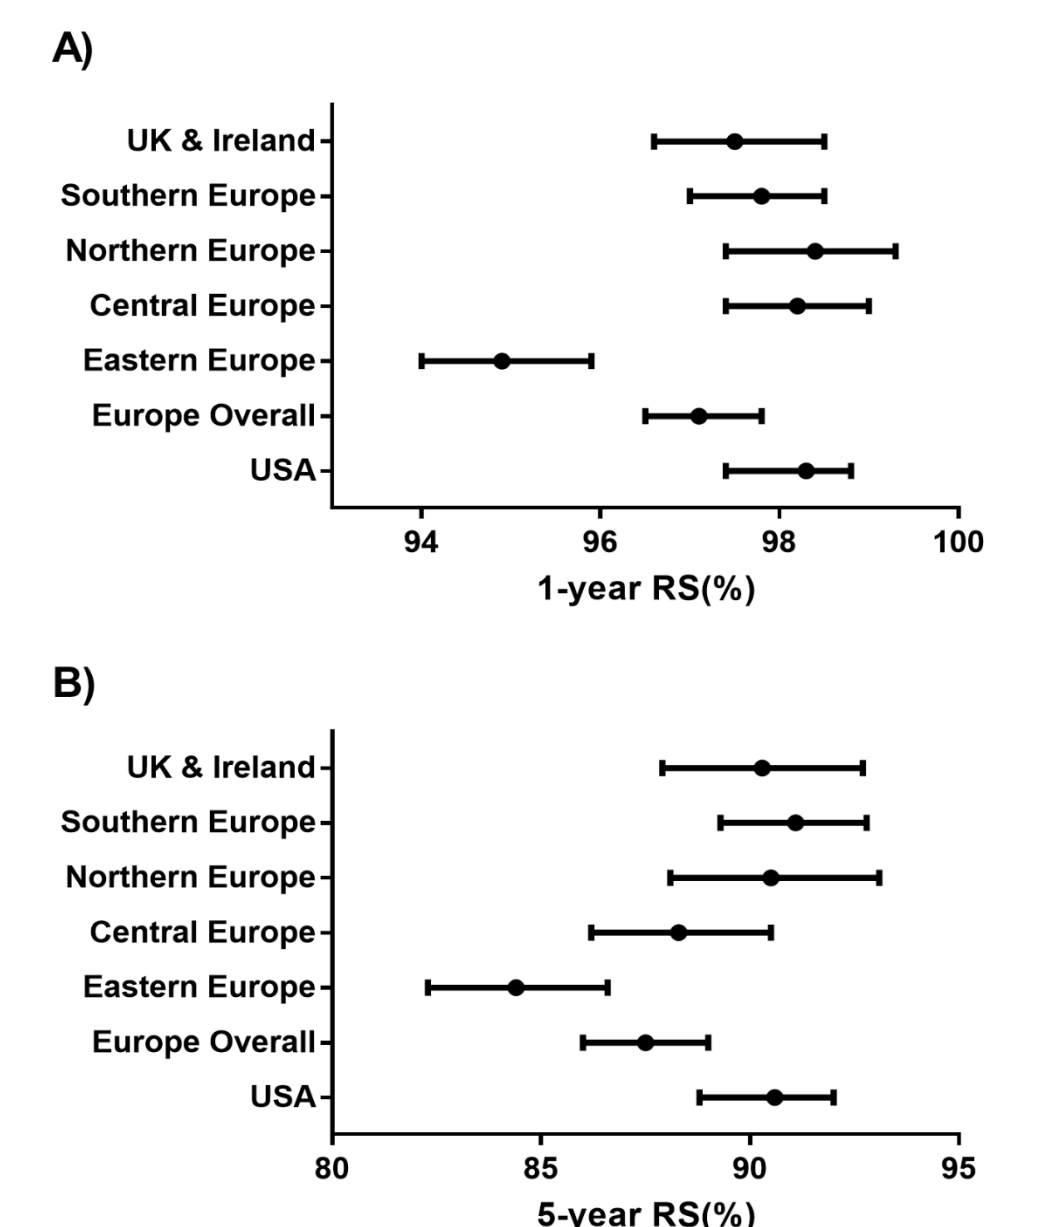 A)
UK & Ireland
Southern Europe
Northern Europe
Central Europe
Eastern Europe
Europe Overall
USA
94 96 98 100
1-year RS(%)
B)
UK & Ireland
Southern Europe
Northern Europe
Central Europe
Eastern Europe
Europe Overall
USA
80 85 90 95
5-year RS(%)